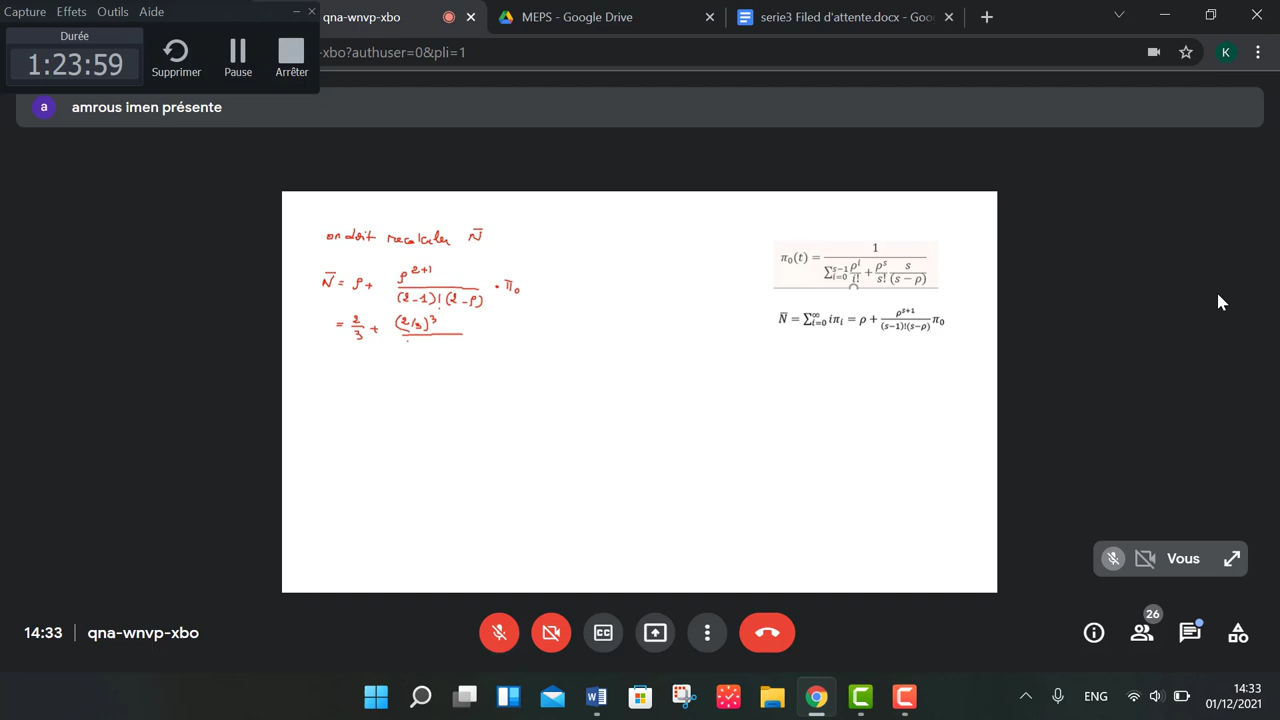 Capture Effets Outils Aide
Durée
1:23:59
Supprimer Pause Arrêter
qna-wnvp-xbo
MEPS - Google Drive
serie3 Filed d'attente.docx - Goo
xx-xbo?authuser=0&pli=1
K
a amrous imen présente
on doit recalculer N̄
N̄ = ρ + ρ^{2+1} / (2-1)! (2-ρ) · π₀
= 2/3 + (2/3)³
π₀(t) = 1 / (∑_{i=0}^{s-1} ρ^i/i! + ρ^s/s! s/(s-ρ))
N̄ = ∑_{i=0}^{∞} iπ_i = ρ + ρ^{s+1}/((s-1)!(s-ρ)) π₀
Vous
26
14:33 | qna-wnvp-xbo
ENG
14:33
01/12/2021